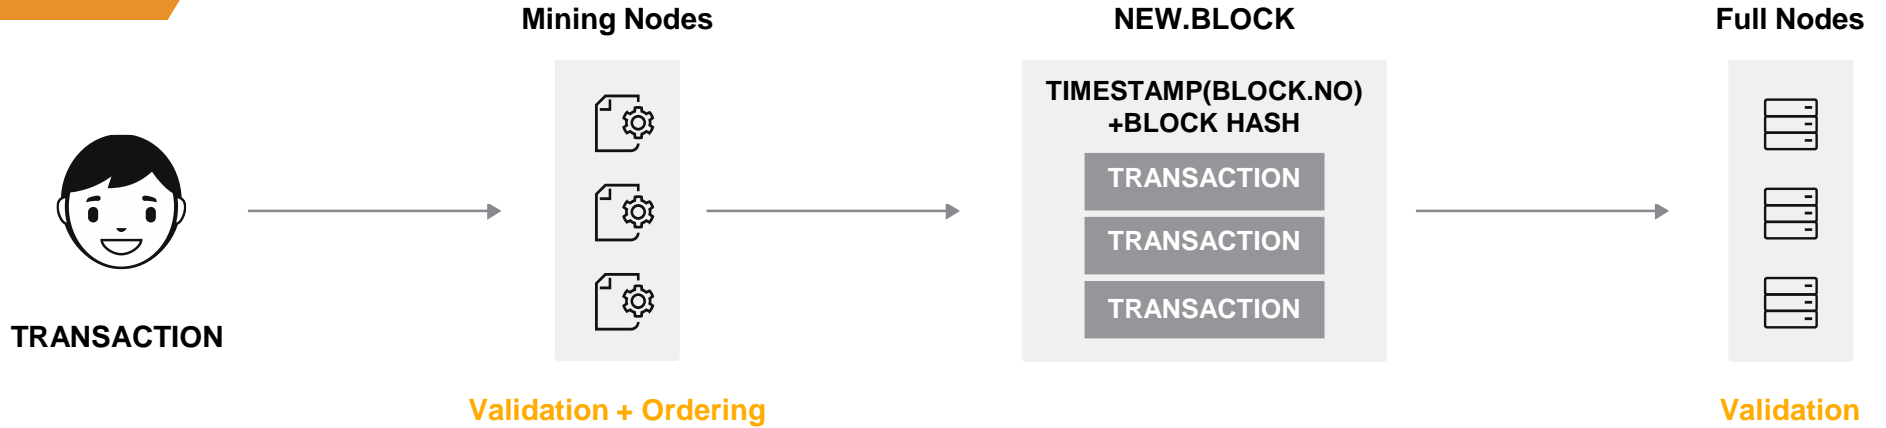 Mining Nodes
NEW.BLOCK
Full Nodes
TIMESTAMP(BLOCK.NO)
+BLOCK HASH
TRANSACTION
TRANSACTION
TRANSACTION
TRANSACTION
Validation + Ordering
Validation